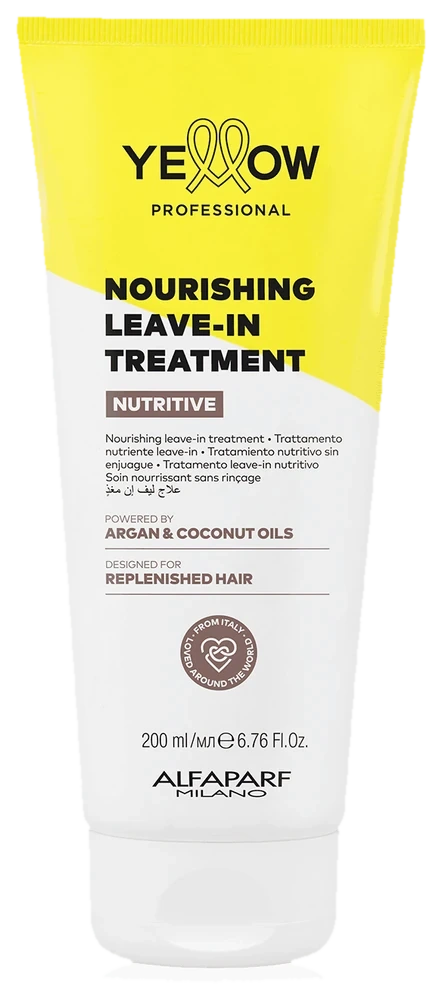 YELLOW
PROFESSIONAL
NOURISHING
LEAVE-IN
TREATMENT
NUTRITIVE
Nourishing leave-in treatment • Trattamento
nutriente leave-in • Tratamiento nutritivo sin
enjuague • Tratamento leave-in nutritivo
Soin nourrissant sans rinçage
علاج ليف إن مغذٍ
POWERED BY
ARGAN & COCONUT OILS
DESIGNED FOR
REPLENISHED HAIR
• FROM ITALY •
LOVED AROUND THE WORLD
200 ml/мл ℮ 6.76 Fl.Oz.
ALFAPARF
MILANO